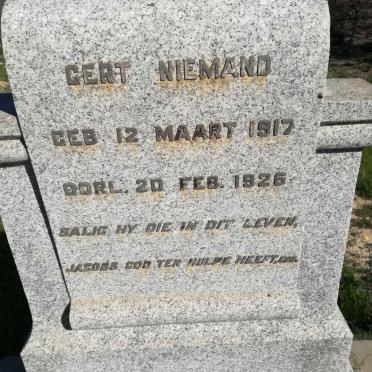 GERT NIEMAND
GEB 12 MAART 1917
OORL. 20 FEB. 1926
SALIG HY DIE IN DIT LEVEN,
JACOBS GOD TER HULPE HEEFT,